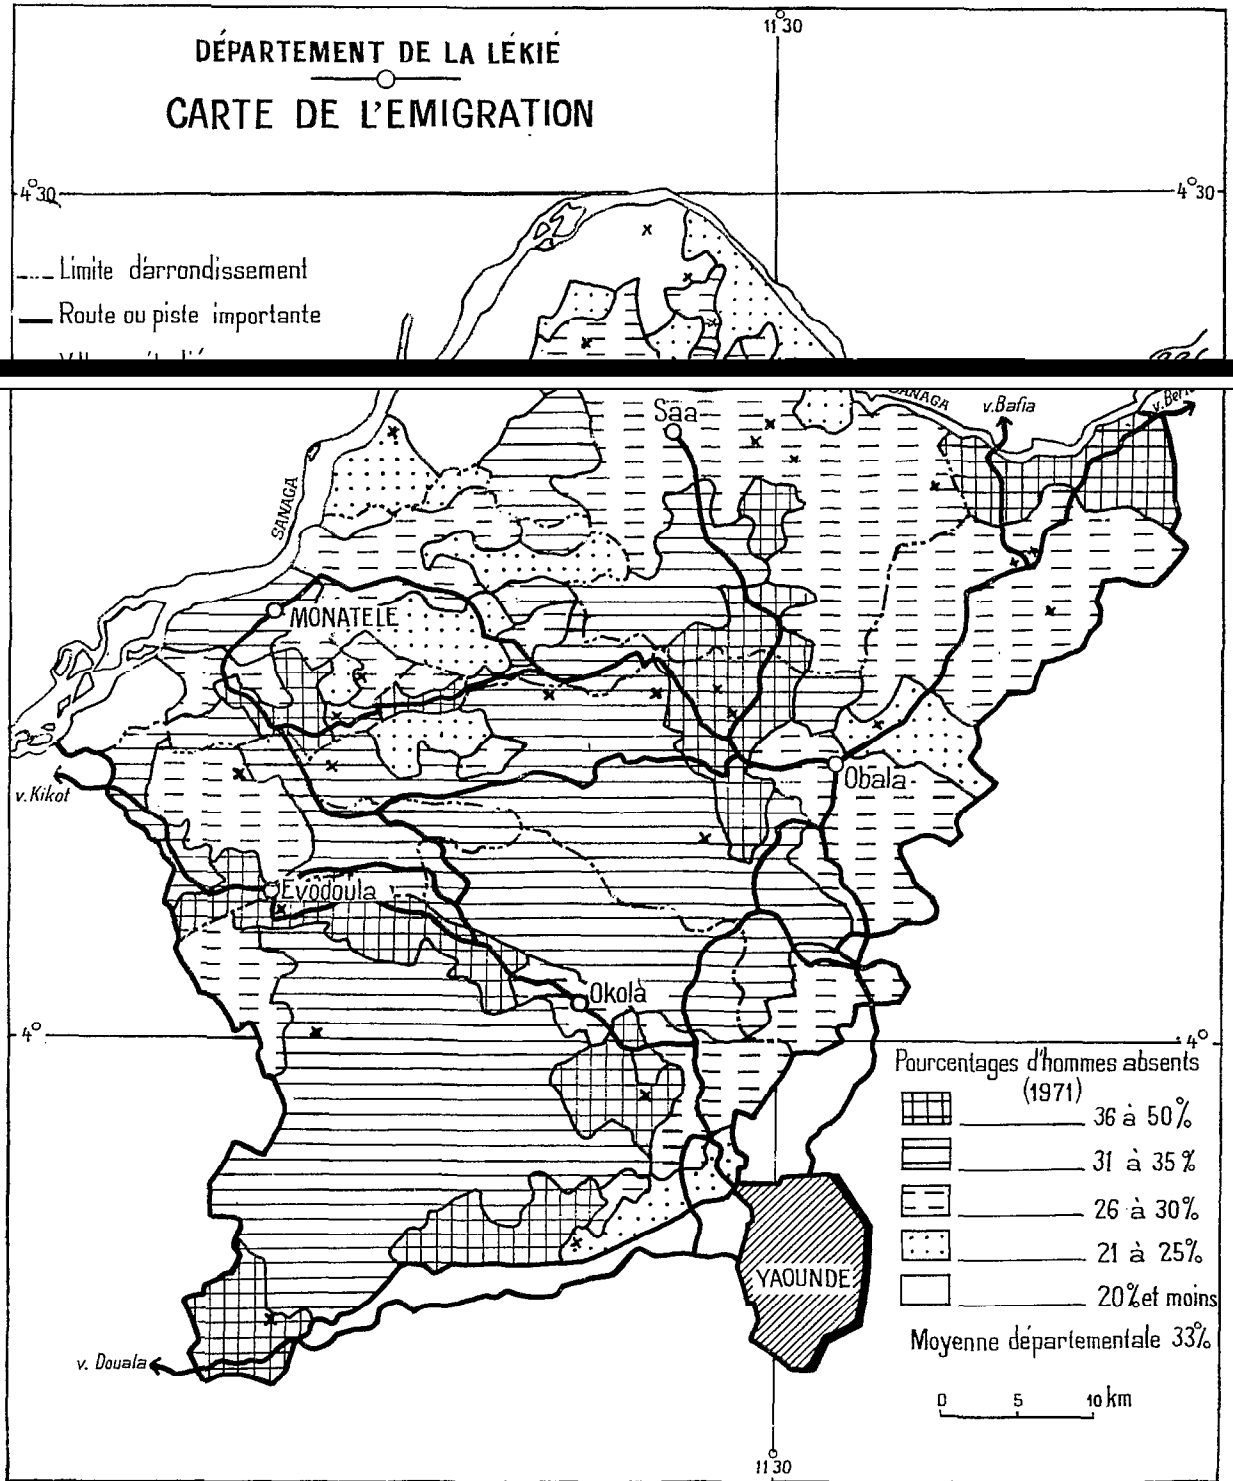 11°30
DÉPARTEMENT DE LA LÉKIÉ
CARTE DE L'EMIGRATION
4°30
4°30
Limite d'arrondissement
Route ou piste importante
SANAGA
v.Bafia
Saa
SANAGA
MONATELE
v. Kikot
Obala
Evodoula
Okola
4°
4°
Pourcentages d'hommes absents
(1971)
36 à 50%
31 à 35%
26 à 30%
21 à 25%
20% et moins
YAOUNDE
Moyenne départementale 33%
v. Douala
0 5 10 km
11 30